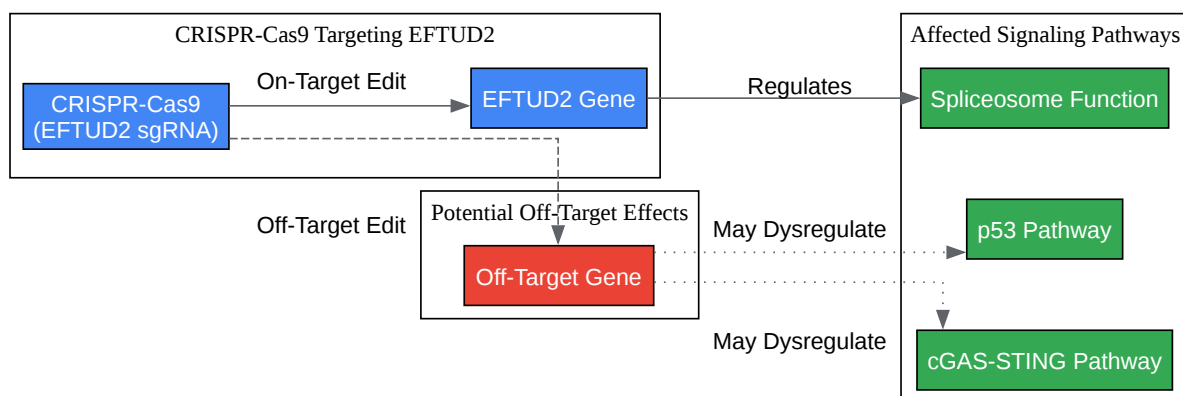 CRISPR-Cas9 Targeting EFTUD2
Affected Signaling Pathways
CRISPR-Cas9
(EFTUD2 sgRNA)
On-Target Edit
EFTUD2 Gene
Regulates
Spliceosome Function
Off-Target Edit
Potential Off-Target Effects
Off-Target Gene
May Dysregulate
p53 Pathway
May Dysregulate
cGAS-STING Pathway